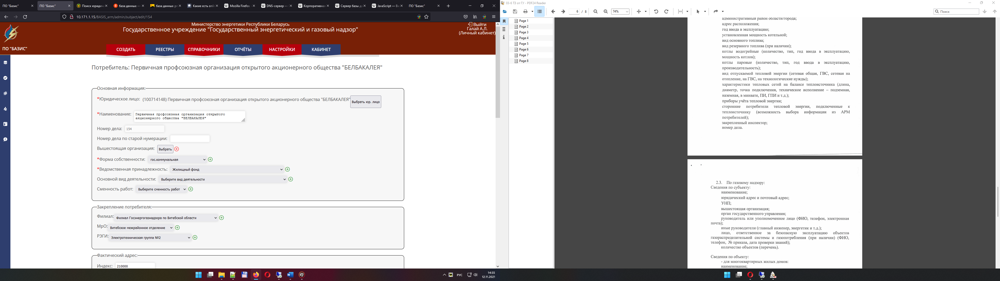 ПО "Базис"
ПО "Базис"
Поиск юридиче
база данных —
база данных рг
Какие есть onlin
Mozilla Firefox –
DNS-сервер —
Корпоративная
Сервер базы да
JavaScript — Ви
ПО "Базис"
10.171.1.15/BASIS_arm/admin/subject/edit/154
Министерство энергетики Республики Беларусь
Государственное учреждение "Государственный энергетический и газовый надзор"
Выйти
Галай А.Л.
(Личный кабинет)
ПО "БАЗИС"
СОЗДАТЬ
РЕЕСТРЫ
СПРАВОЧНИКИ
ОТЧЁТЫ
НАСТРОЙКИ
КАБИНЕТ
Потребитель: Первичная профсоюзная организация открытого акционерного общества "БЕЛБАКАЛЕЯ"
Основная информация:
*Юридическое лицо: (100714148) Первичная профсоюзная организация открытого акционерного общества "БЕЛБАКАЛЕЯ" Выбрать юр. лицо
*Наименование: Первичная профсоюзная организация открытого
акционерного общества "БЕЛБАКАЛЕЯ"
Номер дела: 154
Номер дела по старой нумерации:
Вышестоящая организация: Выбрать
*Форма собственности: гос.коммунальная
*Ведомственная принадлежность: Жилищный фонд
Основной вид деятельности: Выберите вид деятельности
Сменность работ: Выберите сменность работ
Закрепление потребителя:
Филиал: Филиал Госэнергогазнадзора по Витебской области
МрО: Витебское межрайонное отделение
РЭГИ: Электротехническая группа №2
Фактический адрес:
Индекс: 210000
РУС
14:55
12.11.2021
03-6 ТЗ от ГУ - PDF24 Reader
6 / 8
74%
Поиск
Page 1
Page 2
Page 3
Page 4
Page 5
Page 6
Page 7
Page 8
административный район области/города;
адрес расположения;
год ввода в эксплуатацию;
установленная мощность котельной;
вид основного топлива;
вид резервного топлива (при наличии);
котлы водогрейные (количество, тип, год ввода в эксплуатацию,
мощность котлов);
котлы паровые (количество, тип, год ввода в эксплуатацию,
производительность);
вид отпускаемой тепловой энергии (сетевая общая, ГВС, сетевая на
отопление, на ГВС, на технологические нужды);
характеристики тепловых сетей на балансе теплоисточника (длина,
диаметр, точка подключения, техническое исполнение – подземная,
наземная, в минвате, ПИ, ГПИ и т.д.);
приборы учёта тепловой энергии;
сторонние потребители тепловой энергии, подключенные к
теплоисточнику (возможность выбора информации из АРМ
потребителей);
закрепленный инспектор;
номер дела.
2.3. По газовому надзору:
Сведения по субъекту:
наименование;
юридический адрес и почтовый адрес;
УНП;
вышестоящая организация;
орган государственного управления;
руководитель или уполномоченное лицо (ФИО, телефон, электронная
почта);
иные руководители (главный инженер, энергетик и т.д.);
лицо, ответственное за безопасную эксплуатацию объектов
газораспределительной системы и газопотребления (при наличии) (ФИО,
телефон, № приказа, дата проверки знаний);
количество объектов (перечень).
Сведения по объекту:
- для многоквартирных жилых домов:
наименование;